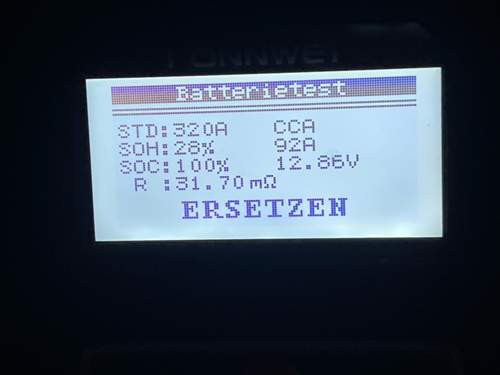 Batterietest
STD:320A CCA
SOH:28% 92A
SOC:100% 12.86V
R :31.70mΩ
ERSETZEN